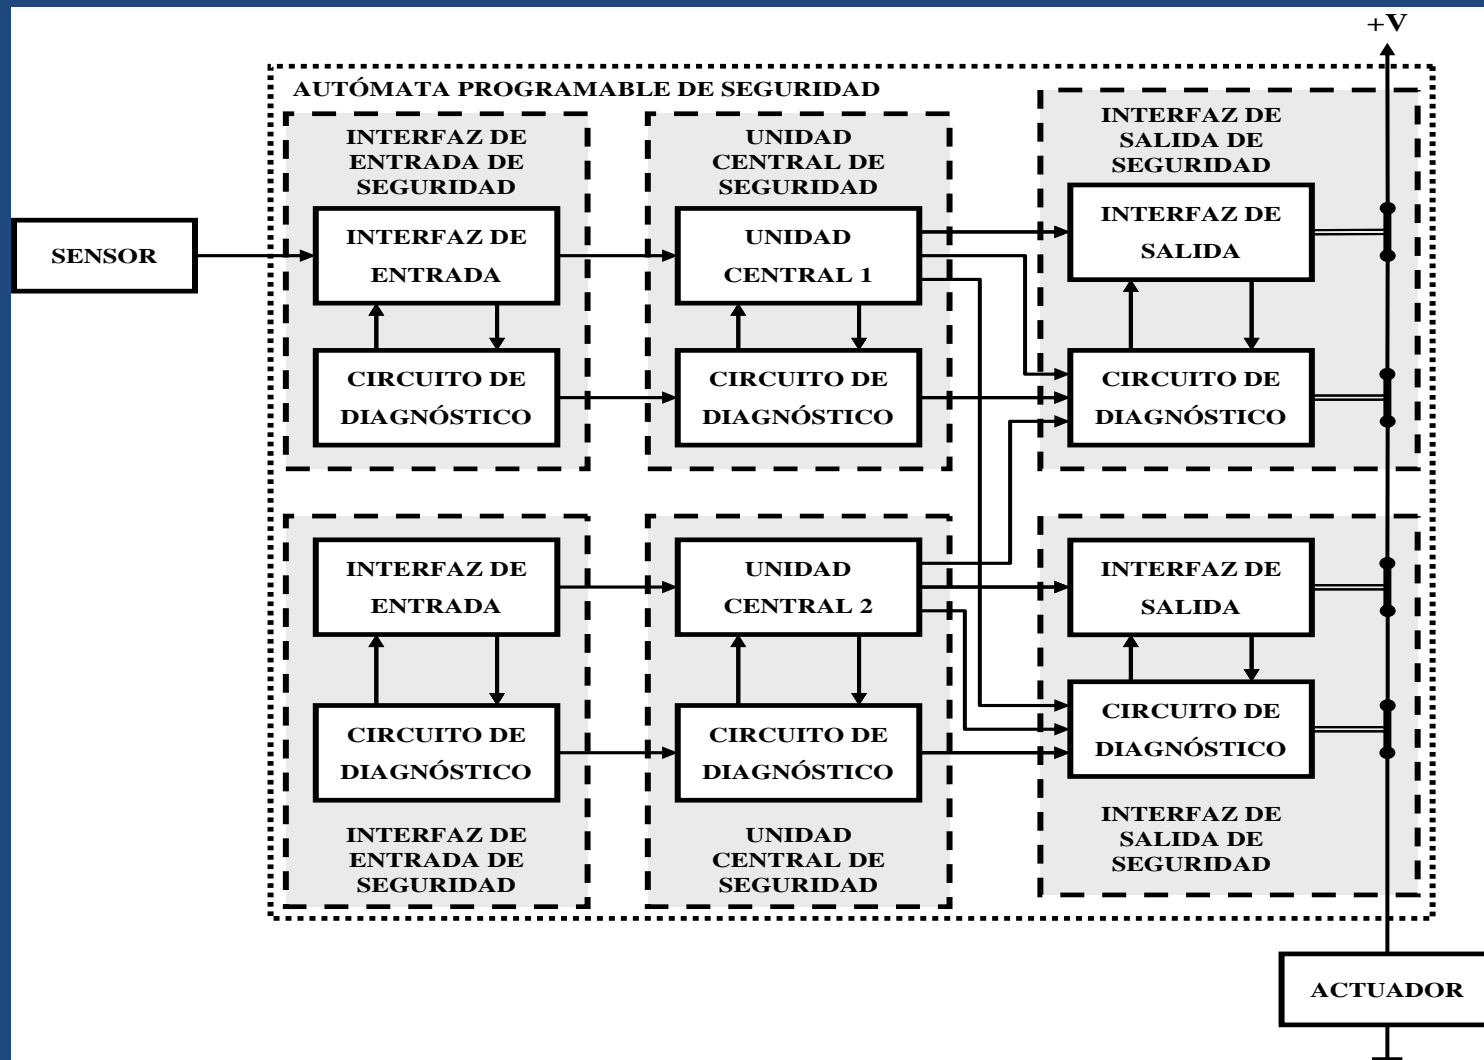 +V
AUTÓMATA PROGRAMABLE DE SEGURIDAD
INTERFAZ DE
ENTRADA DE
SEGURIDAD
UNIDAD
CENTRAL DE
SEGURIDAD
INTERFAZ DE
SALIDA DE
SEGURIDAD
SENSOR
INTERFAZ DE
ENTRADA
UNIDAD
CENTRAL 1
INTERFAZ DE
SALIDA
CIRCUITO DE
DIAGNÓSTICO
CIRCUITO DE
DIAGNÓSTICO
CIRCUITO DE
DIAGNÓSTICO
INTERFAZ DE
ENTRADA
UNIDAD
CENTRAL 2
INTERFAZ DE
SALIDA
CIRCUITO DE
DIAGNÓSTICO
CIRCUITO DE
DIAGNÓSTICO
CIRCUITO DE
DIAGNÓSTICO
INTERFAZ DE
ENTRADA DE
SEGURIDAD
UNIDAD
CENTRAL DE
SEGURIDAD
INTERFAZ DE
SALIDA DE
SEGURIDAD
ACTUADOR